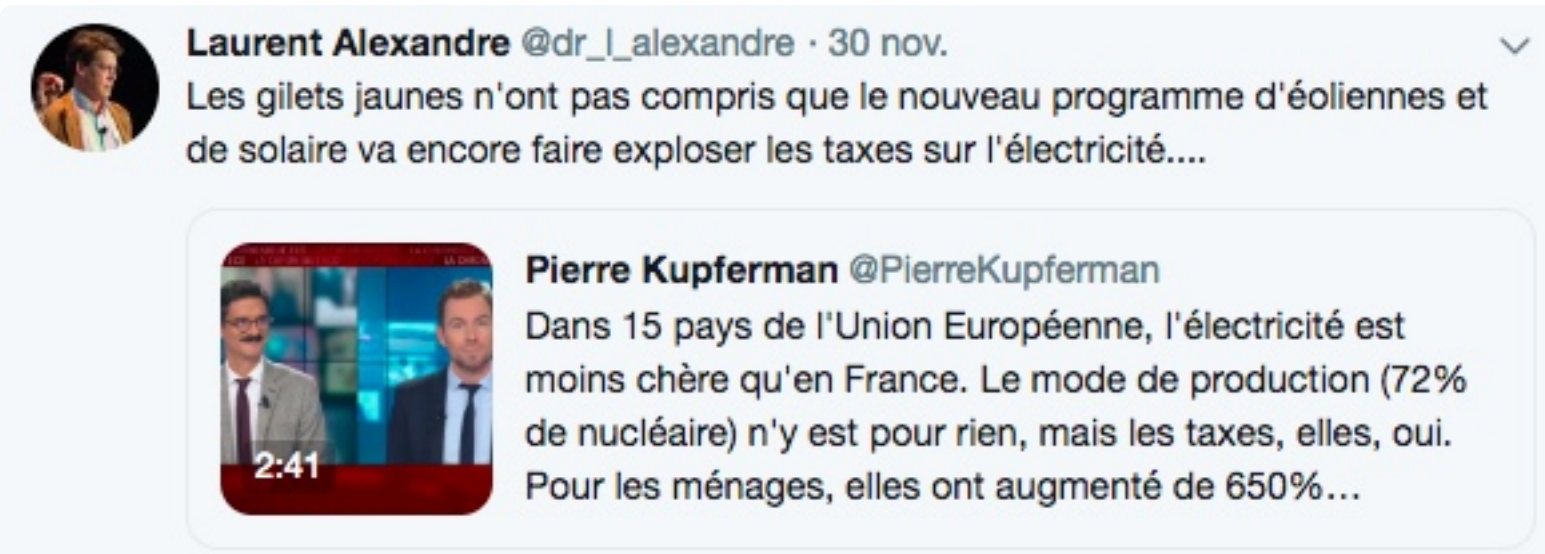 Laurent Alexandre @dr_l_alexandre · 30 nov.
Les gilets jaunes n'ont pas compris que le nouveau programme d'éoliennes et
de solaire va encore faire exploser les taxes sur l'électricité....
Pierre Kupferman @PierreKupferman
Dans 15 pays de l'Union Européenne, l'électricité est
moins chère qu'en France. Le mode de production (72%
de nucléaire) n'y est pour rien, mais les taxes, elles, oui.
Pour les ménages, elles ont augmenté de 650%...
2:41